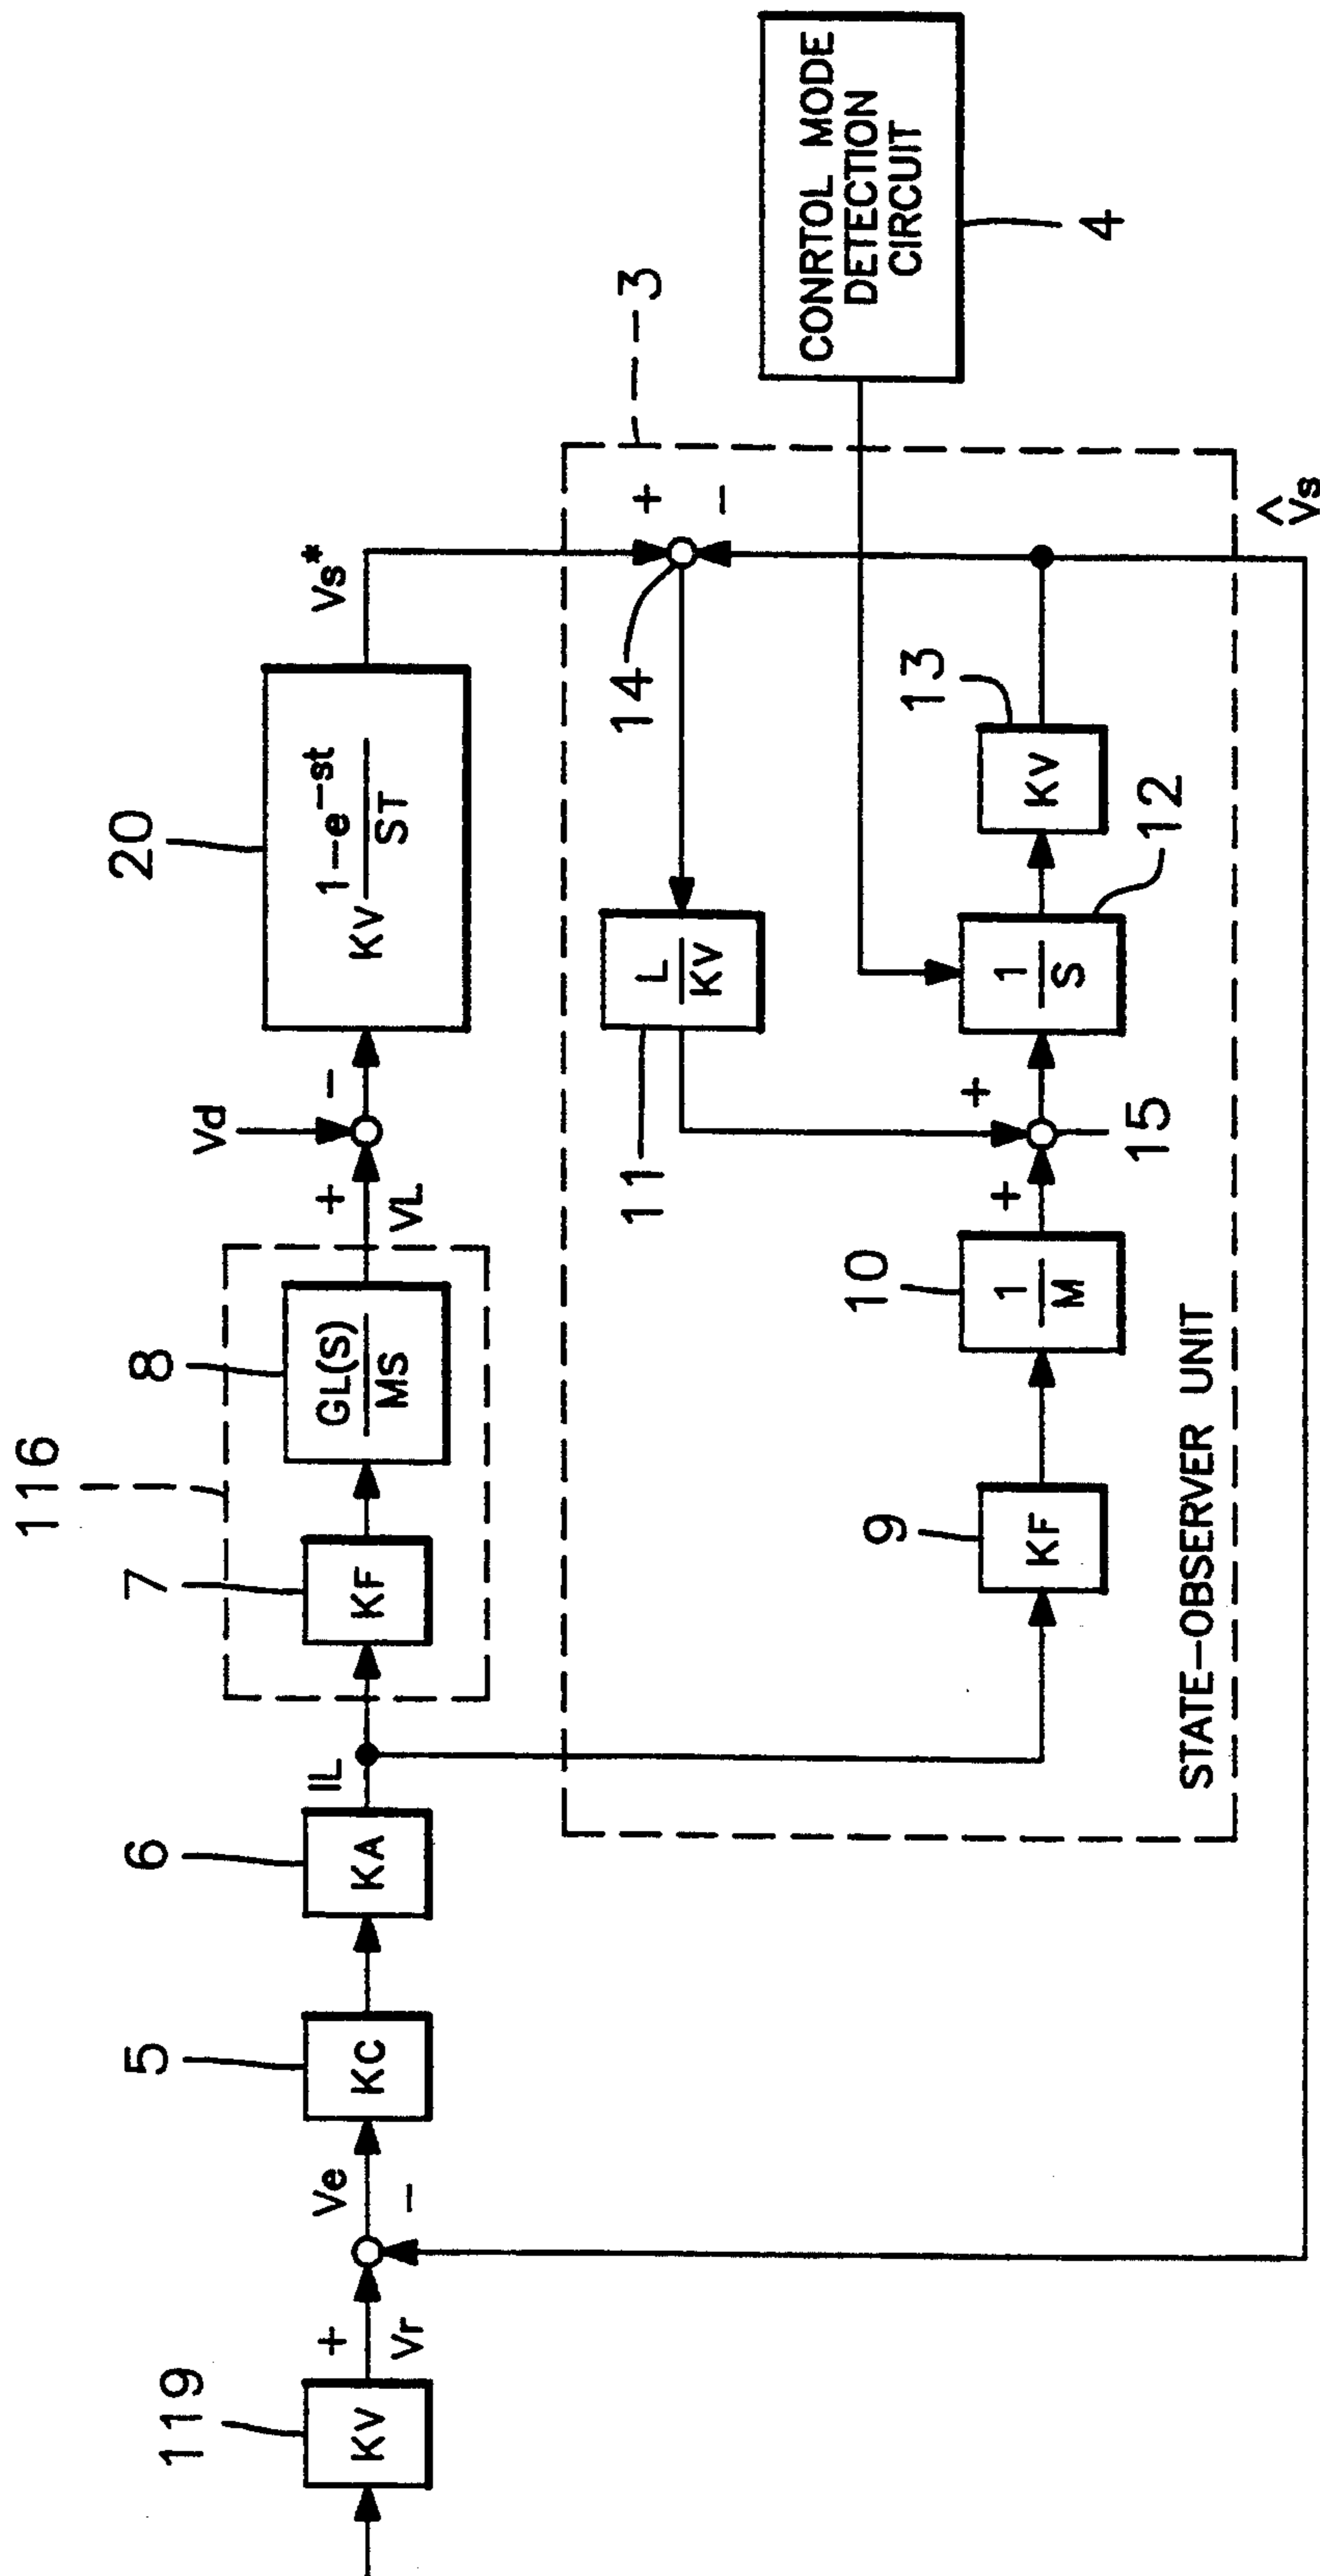 119
KV
+
Vr
Ve
−
5
KC
6
KA
IL
116
7
KF
8
GL(S)
MS
+
VL
Vd
−
20
KV 1−e^−st
ST
Vs*
3
+
−
14
11
L
KV
9
KF
10
1
M
+
+
15
1
S
12
13
KV
STATE−OBSERVER UNIT
V̂s
CONRTOL MODE
DETECTION
CIRCUIT
4